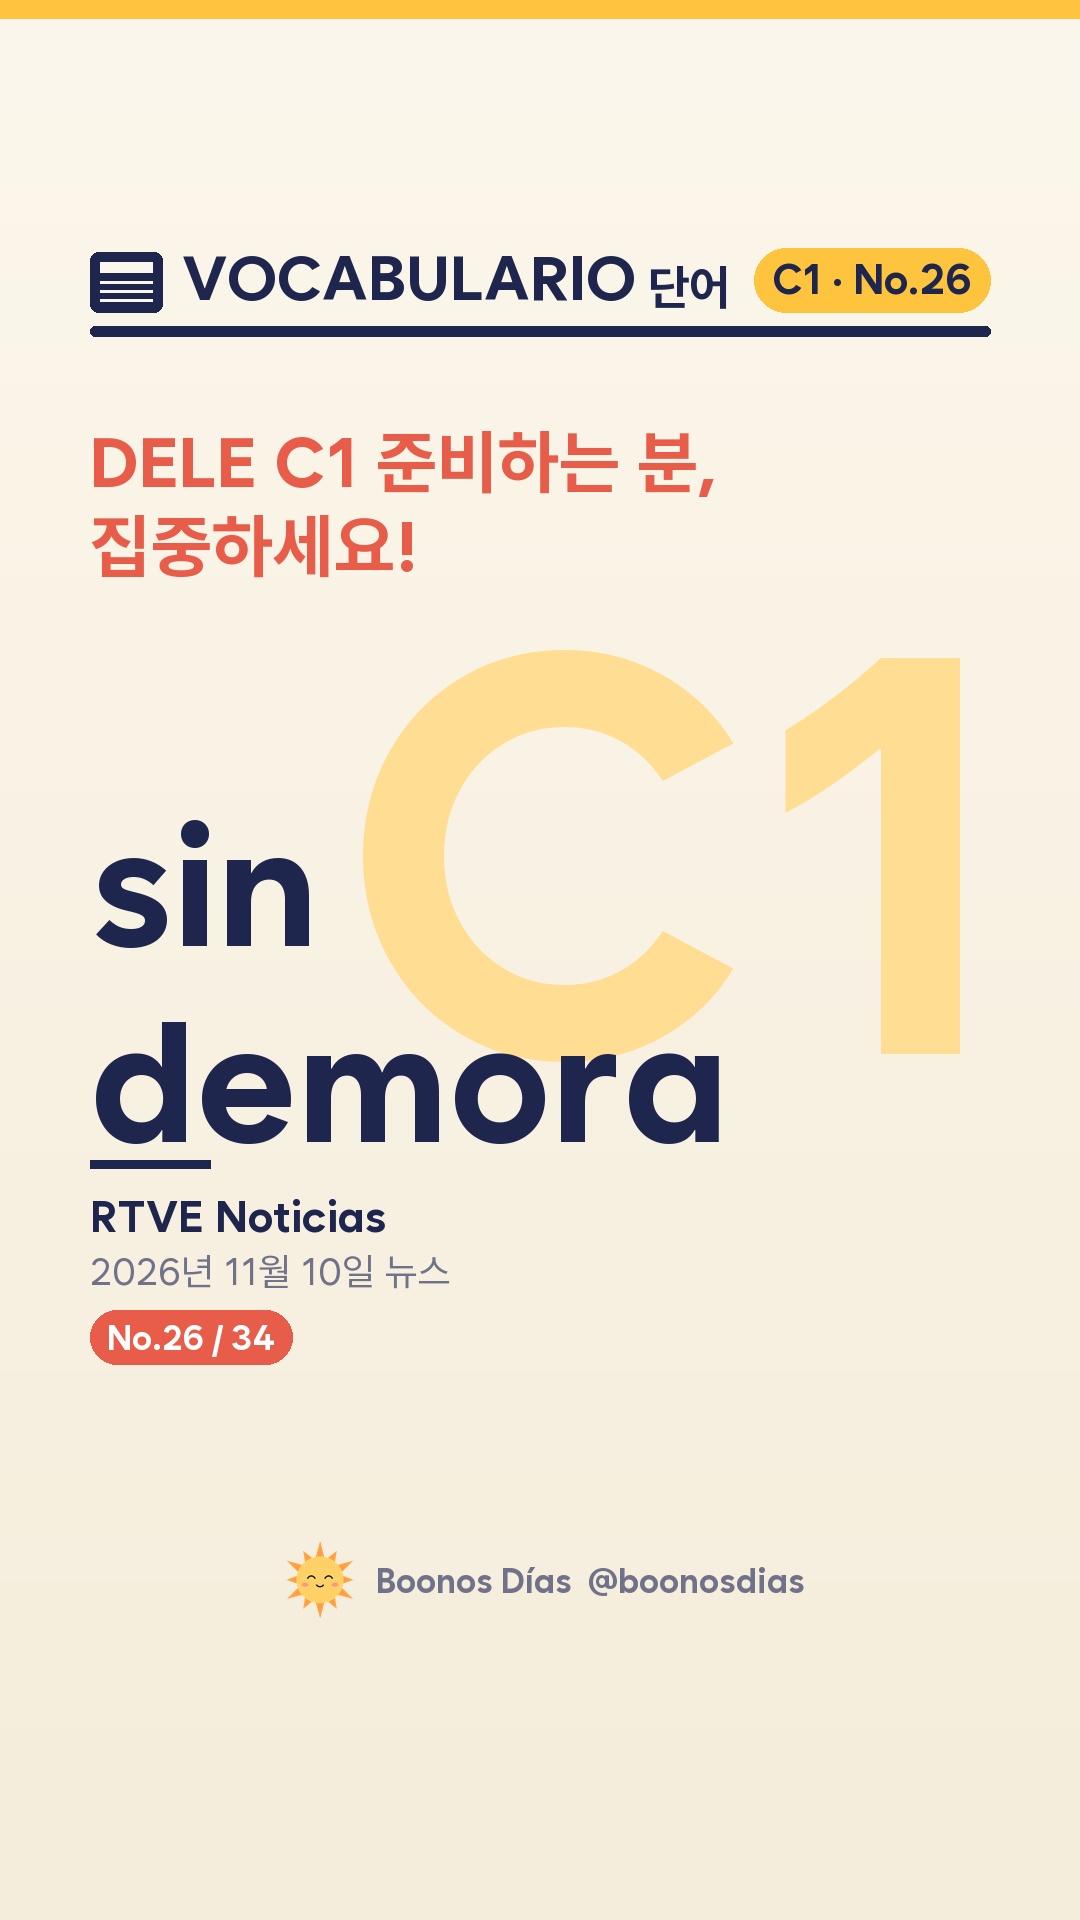 VOCABULARIO 단어 C1 · No.26
DELE C1 준비하는 분,
집중하세요!
C1
sin
demora
RTVE Noticias
2026년 11월 10일 뉴스
No.26 / 34
Boonos Días @boonosdias